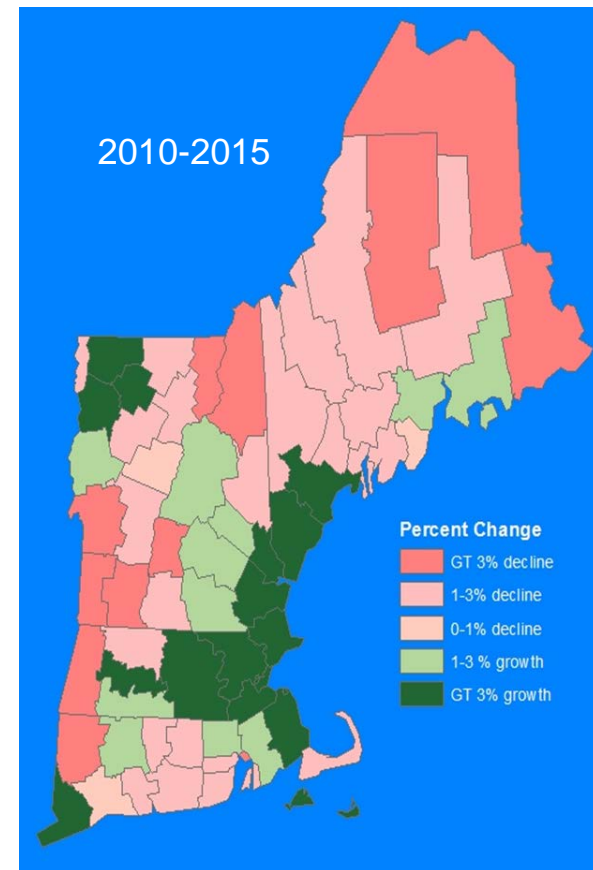 2010-2015
Percent Change
GT 3% decline
1-3% decline
0-1% decline
1-3 % growth
GT 3% growth